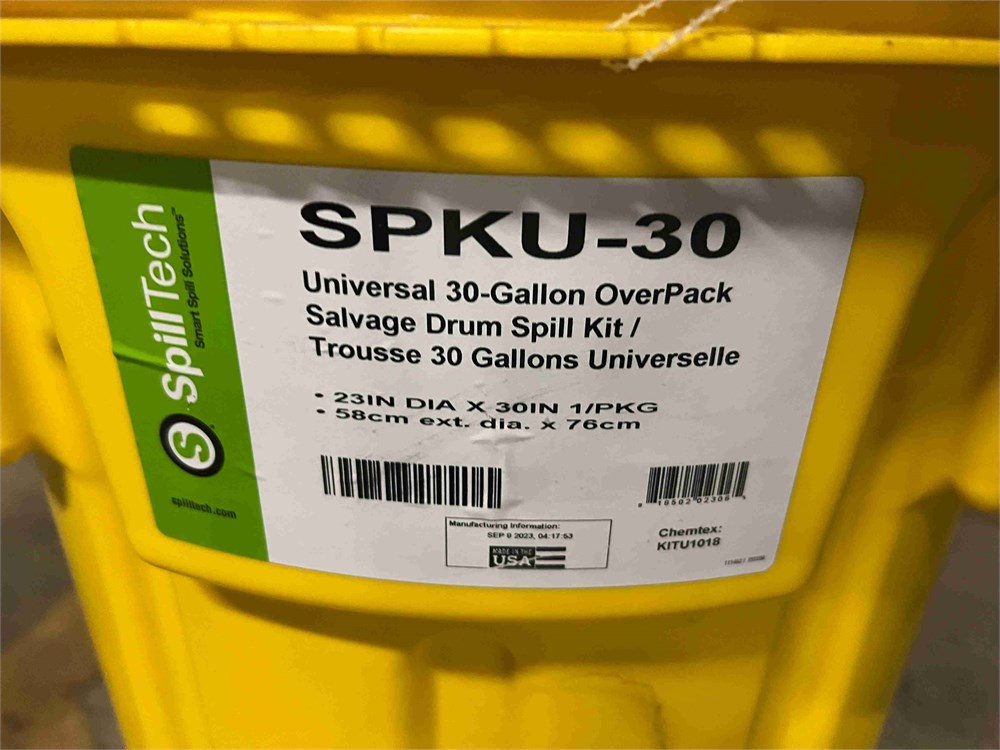 SPKU-30
Universal 30-Gallon OverPack
Salvage Drum Spill Kit /
Trousse 30 Gallons Universelle
• 23IN DIA X 30IN 1/PKG
• 58cm ext. dia. x 76cm
SpillTech
Smart Spill Solutions™
S
spilltech.com
Manufacturing Information:
SEP 8 2023, 04:17:53
MADE IN THE
USA
Chemtex:
KITU1018